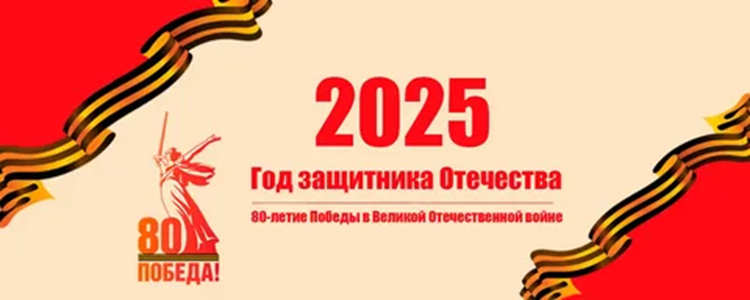 2025
Год защитника Отечества
80-летие Победы в Великой Отечественной войне
80
ПОБЕДА!